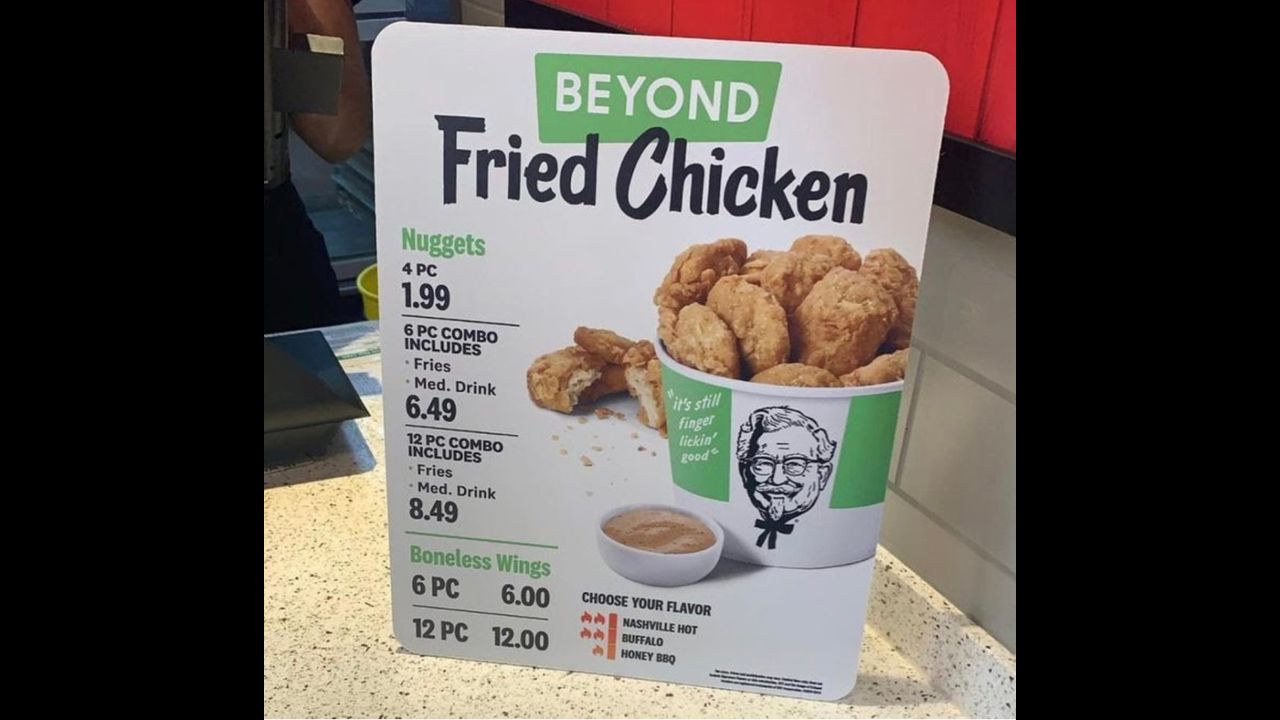 BEYOND
Fried Chicken
Nuggets
4 PC
1.99
6 PC COMBO
INCLUDES
· Fries
· Med. Drink
6.49
12 PC COMBO
INCLUDES
· Fries
· Med. Drink
8.49
Boneless Wings
6 PC 6.00
12 PC 12.00
"it's still
finger
lickin'
good"
CHOOSE YOUR FLAVOR
NASHVILLE HOT
BUFFALO
HONEY BBQ